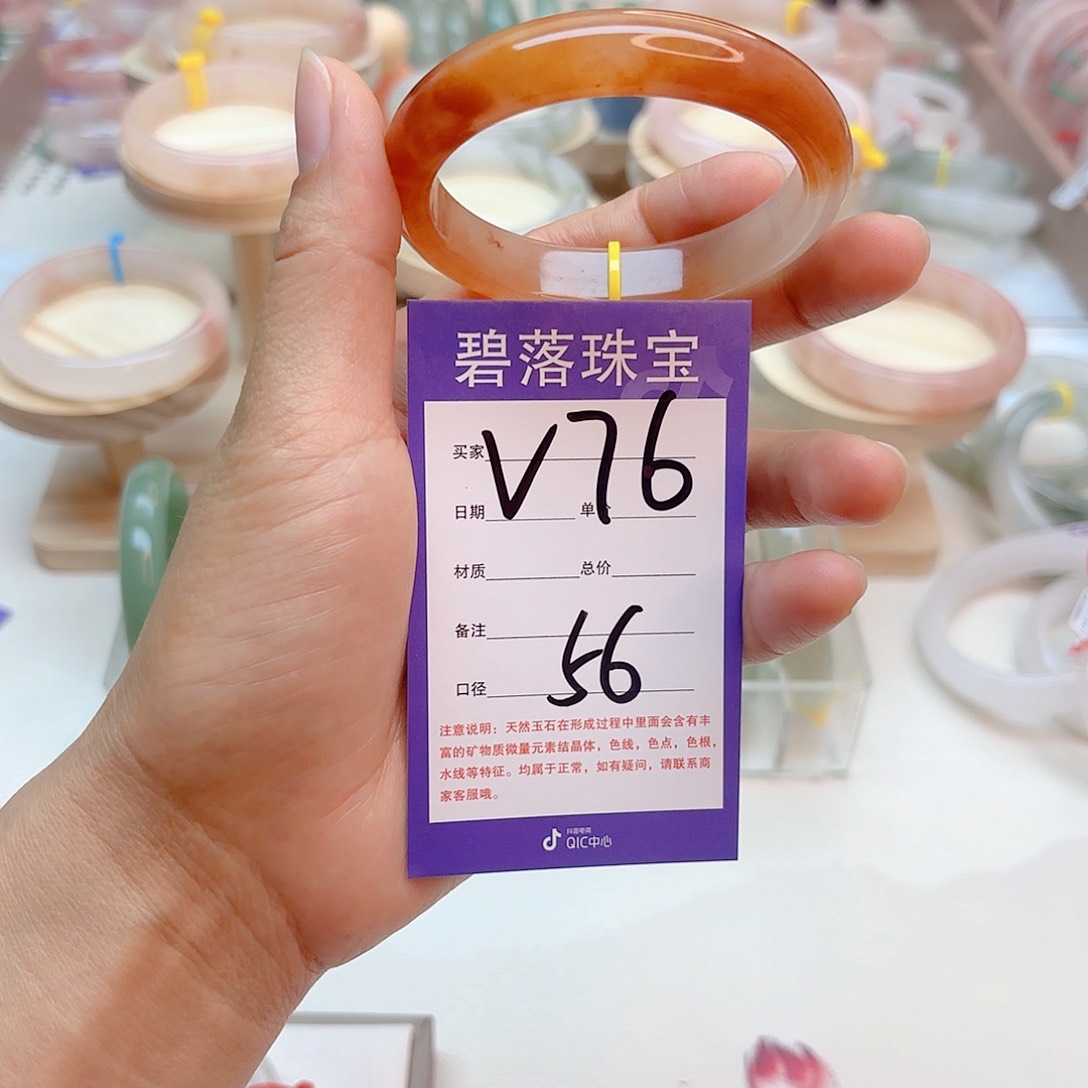 碧落珠宝
买家 V76
日期 单价
材质 总价
备注
口径 56
注意说明：天然玉石在形成过程中里面会含有丰
富的矿物质微量元素结晶体，色线，色点，色根，
水线等特征。均属于正常，如有疑问，请联系商
家客服哦。
抖音电商
QIC中心